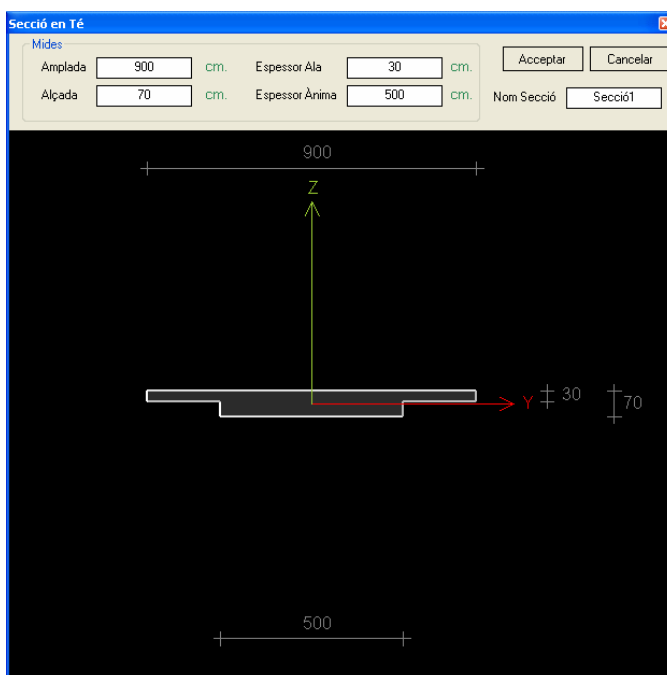 Secció en Té
Mides
Amplada 900 cm. Espessor Ala 30 cm. Acceptar Cancelar
Alçada 70 cm. Espessor Ànima 500 cm. Nom Secció Secció1
900
Z
Y 30 70
500